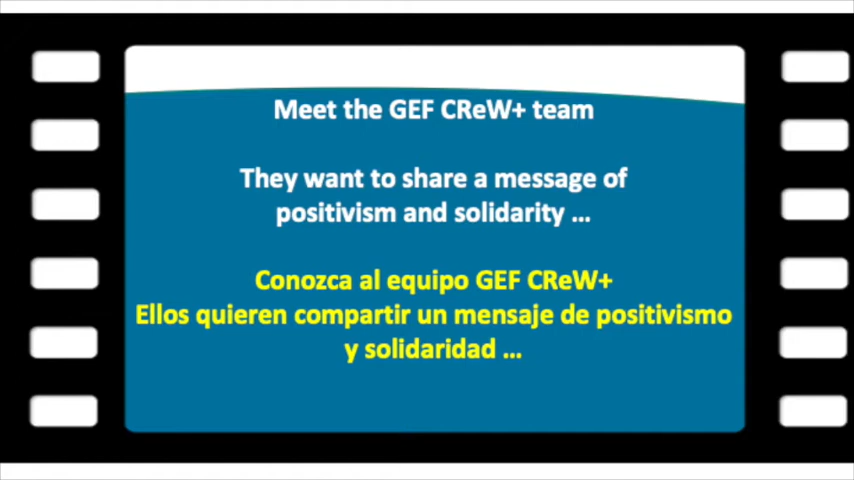 Meet the GEF CReW+ team
They want to share a message of
positivism and solidarity ...
Conozca al equipo GEF CReW+
Ellos quieren compartir un mensaje de positivismo
y solidaridad ...